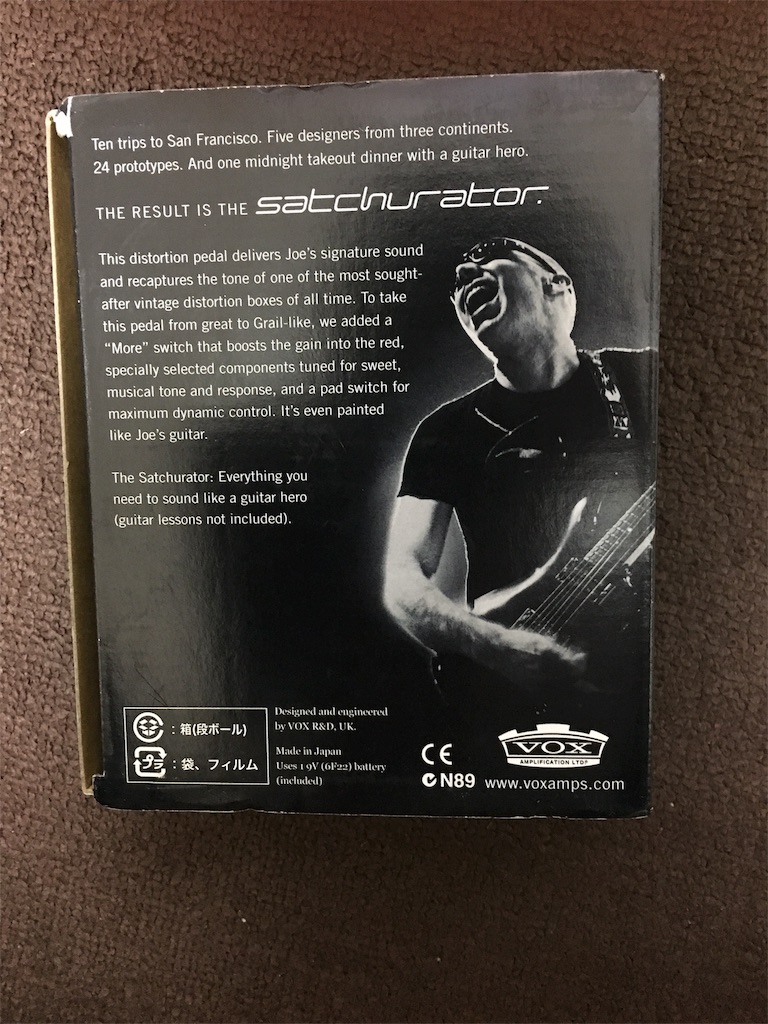 Ten trips to San Francisco. Five designers from three continents.
24 prototypes. And one midnight takeout dinner with a guitar hero.
THE RESULT IS THE satchurator.
This distortion pedal delivers Joe's signature sound
and recaptures the tone of one of the most sought-
after vintage distortion boxes of all time. To take
this pedal from great to Grail-like, we added a
“More” switch that boosts the gain into the red,
specially selected components tuned for sweet,
musical tone and response, and a pad switch for
maximum dynamic control. It's even painted
like Joe's guitar.
The Satchurator: Everything you
need to sound like a guitar hero
(guitar lessons not included).
：箱(段ボール)
プラ：袋、フィルム
Designed and engineered
by VOX R&D, UK.
Made in Japan
Uses 1 9V (6F22) battery
(included)
CE
N89
VOX
AMPLIFICATION LTD
www.voxamps.com